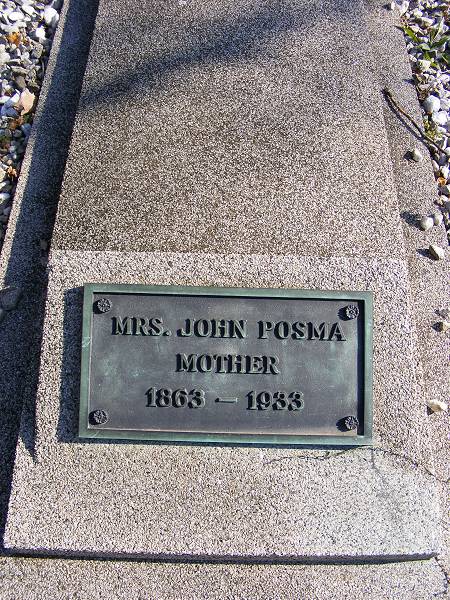 MRS. JOHN POSMA
MOTHER
1863 – 1933